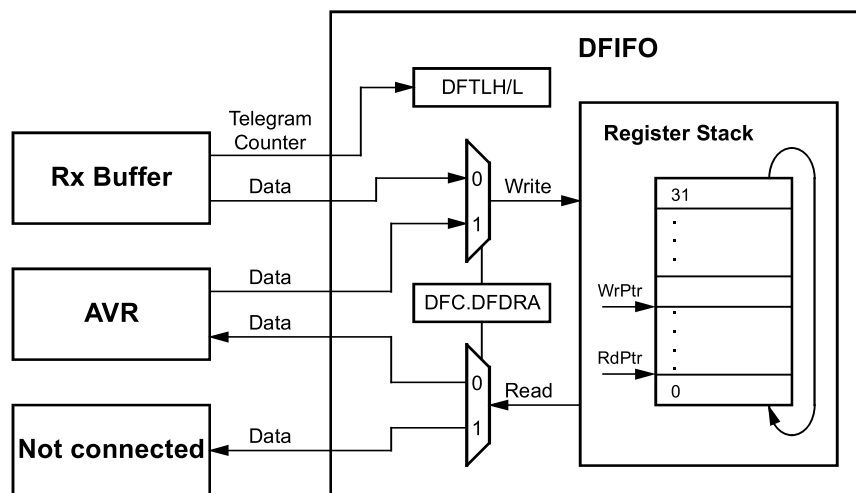 DFIFO
DFTLH/L
Telegram
Counter
Rx Buffer
Data
0
1
Write
Register Stack
31
.
.
.
WrPtr
.
.
.
.
RdPtr
0
AVR
Data
Data
DFC.DFDRA
0
1
Read
Not connected
Data